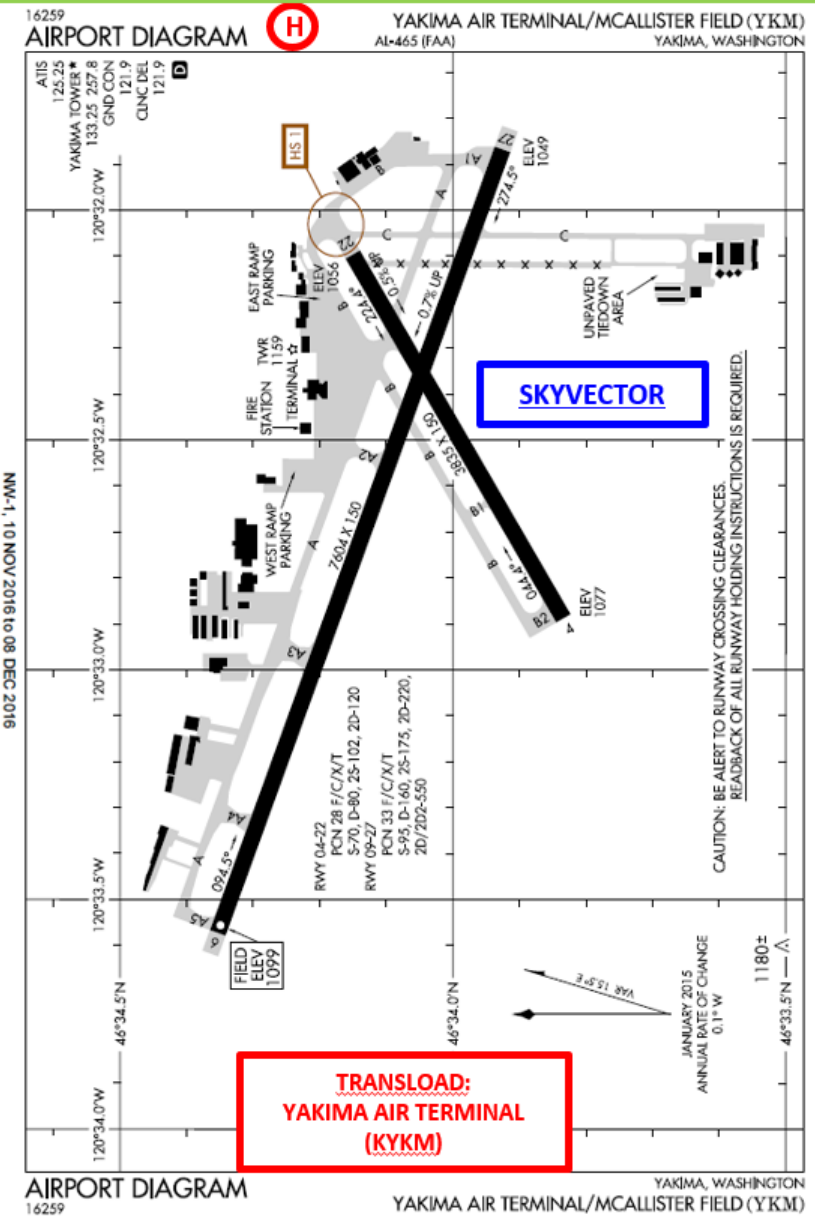 16259
AIRPORT DIAGRAM
H
YAKIMA AIR TERMINAL/MCALLISTER FIELD (YKM)
AL-465 (FAA)
YAKIMA, WASHINGTON
ATIS
125.25
YAKIMA TOWER★
133.25 257.8
GND CON
121.9
CLNC DEL
121.9
D
HS 1
27
ELEV
1049
A1
A
274.5°
120°32.0'W
22
C
C
EAST RAMP
PARKING
ELEV
1056
B
224.4°
0.5% UP
0.7% UP
UNPAVED
TIEDOWN
AREA
TWR
1159
TERMINAL
FIRE
STATION
SKYVECTOR
B
120°32.5'W
A2
B
3835 X 150
B1
WEST RAMP
PARKING
A
7604 X 150
B
044.4°
B2
4
ELEV
1077
A3
120°33.0'W
RWY 04-22
PCN 28 F/C/X/T
S-70, D-80, 2S-102, 2D-120
RWY 09-27
PCN 33 F/C/X/T
S-95, D-160, 2S-175, 2D-220,
2D/2D2-550
CAUTION: BE ALERT TO RUNWAY CROSSING CLEARANCES.
READBACK OF ALL RUNWAY HOLDING INSTRUCTIONS IS REQUIRED.
A4
094.5°
A
A5
9
120°33.5'W
FIELD
ELEV
1099
VAR 15.5° E
JANUARY 2015
ANNUAL RATE OF CHANGE
0.1° W
1180±
46°34.5'N
46°34.0'N
46°33.5'N
120°34.0'W
TRANSLOAD:
YAKIMA AIR TERMINAL
(KYKM)
NW-1, 10 NOV 2016 to 08 DEC 2016
AIRPORT DIAGRAM
16259
YAKIMA, WASHINGTON
YAKIMA AIR TERMINAL/MCALLISTER FIELD (YKM)